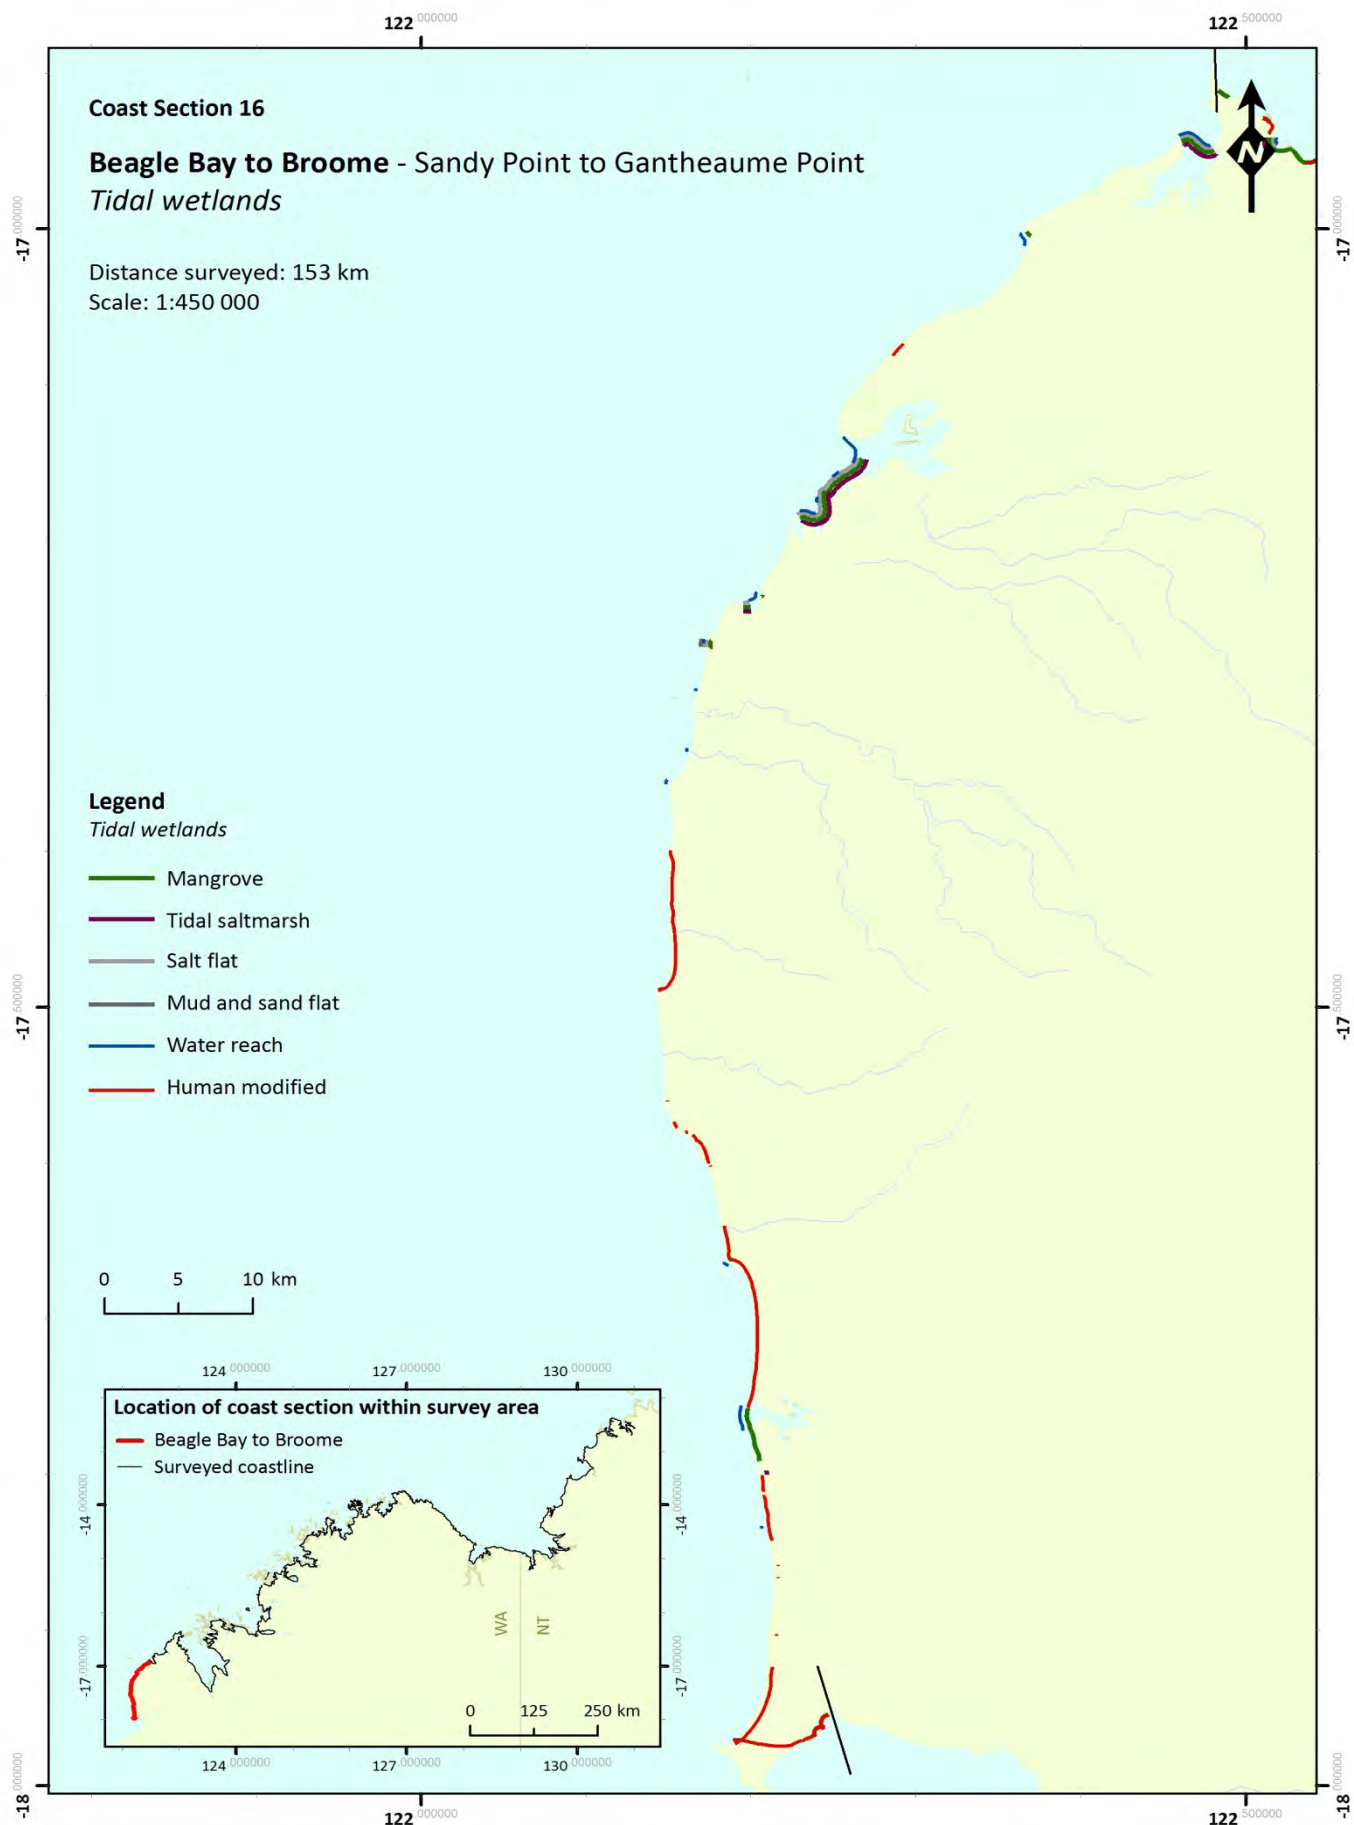 122.000000 122.500000
Coast Section 16
Beagle Bay to Broome - Sandy Point to Gantheaume Point
Tidal wetlands
Distance surveyed: 153 km
Scale: 1:450 000
N
-17.000000 -17.000000
Legend
Tidal wetlands
Mangrove
Tidal saltmarsh
Salt flat
Mud and sand flat
Water reach
Human modified
-17.500000 -17.500000
0 5 10 km
124.000000 127.000000 130.000000
Location of coast section within survey area
Beagle Bay to Broome
Surveyed coastline
-14.000000 -14.000000
WA NT
-17.000000 -17.000000
0 125 250 km
124.000000 127.000000 130.000000
-18.000000 -18.000000
122.000000 122.500000